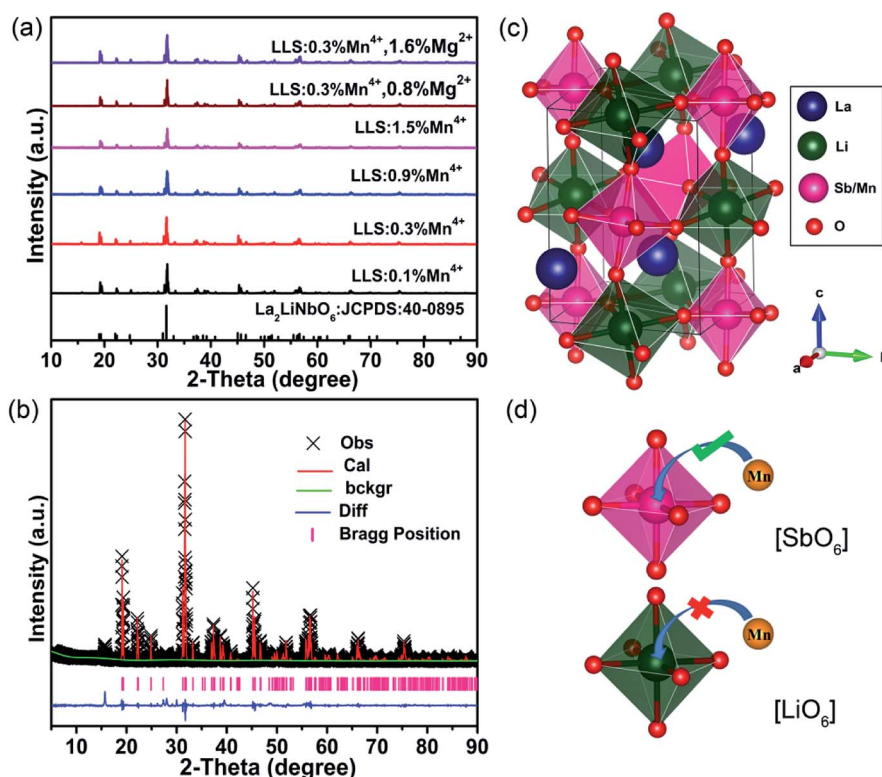 (a)
Intensity (a.u.)
LLS:0.3%Mn⁴⁺,1.6%Mg²⁺
LLS:0.3%Mn⁴⁺,0.8%Mg²⁺
LLS:1.5%Mn⁴⁺
LLS:0.9%Mn⁴⁺
LLS:0.3%Mn⁴⁺
LLS:0.1%Mn⁴⁺
La₂LiNbO₆:JCPDS:40-0895
10 20 30 40 50 60 70 80 90
2-Theta (degree)
(b)
Intensity (a.u.)
Obs
Cal
bckgr
Diff
Bragg Position
10 20 30 40 50 60 70 80 90
2-Theta (degree)
(c)
La
Li
Sb/Mn
O
c
a
(d)
Mn
[SbO₆]
Mn
[LiO₆]